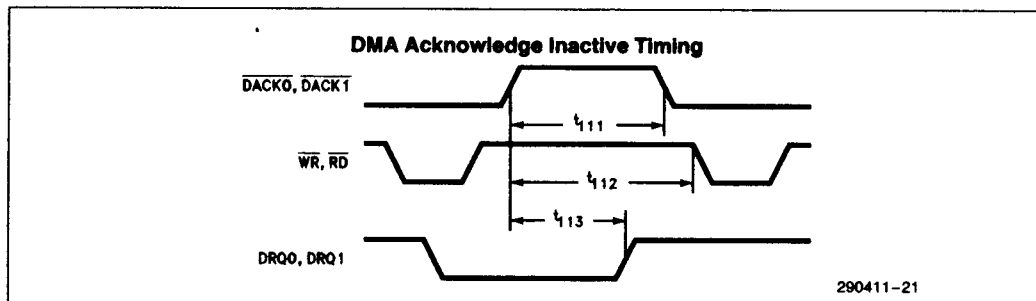 DMA Acknowledge Inactive Timing
DACK0, DACK1
t111
WR, RD
t112
t113
DRQ0, DRQ1
290411-21